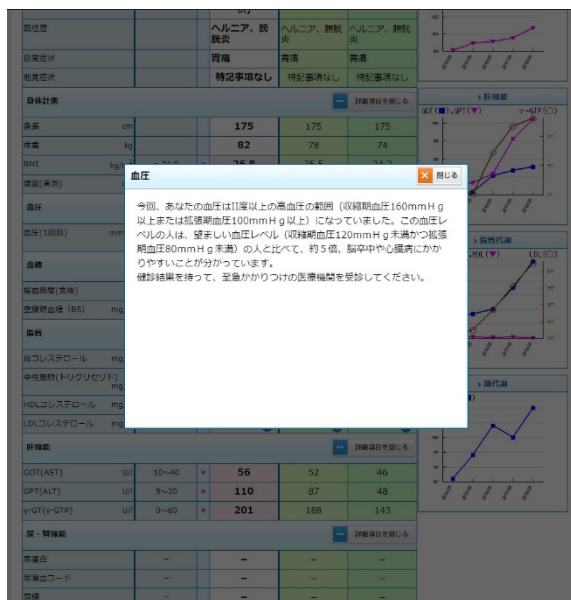 既往歴 ヘルニア、膀胱炎 ヘルニア、膀胱炎 ヘルニア、膀胱炎
自覚症状 胃痛 胃痛 胃痛
他覚症状 特記事項なし 特記事項なし 特記事項なし
身体計測 詳細項目を閉じる
身長 cm 175 175 175
体重 kg 82 78 74
BMI
血圧 閉じる
今回、あなたの血圧はII度以上の高血圧の範囲（収縮期血圧160mmHg
以上または拡張期血圧100mmHg以上）になっていました。この血圧レ
ベルの人は、望ましい血圧レベル（収縮期血圧120mmHg未満かつ拡張
期血圧80mmHg未満）の人と比べて、約5倍、脳卒中や心臓病にかか
りやすいことが分かっています。
健診結果を持って、至急かかりつけの医療機関を受診してください。
腹囲(実測)
血圧
血圧(1回目)
血糖
採血時間(食後)
空腹時血糖（BS） mg
脂質
総コレステロール mg
中性脂肪(トリグリセリド) mg
HDLコレステロール mg
LDLコレステロール mg
肝機能 詳細項目を閉じる
GOT(AST) U/l 10～40 * 56 52 46
GPT(ALT) U/l 5～30 * 110 87 48
γ-GT(γ-GTP) U/l 0～60 * 201 188 143
尿・腎機能 詳細項目を閉じる
尿蛋白 － － － －
尿潜血コード － － － －
尿糖 － － － －
肝機能
GOT(■),GPT(▼) γ-GTP(○)
脂質代謝
HDL(▼) LDL(○)
糖代謝